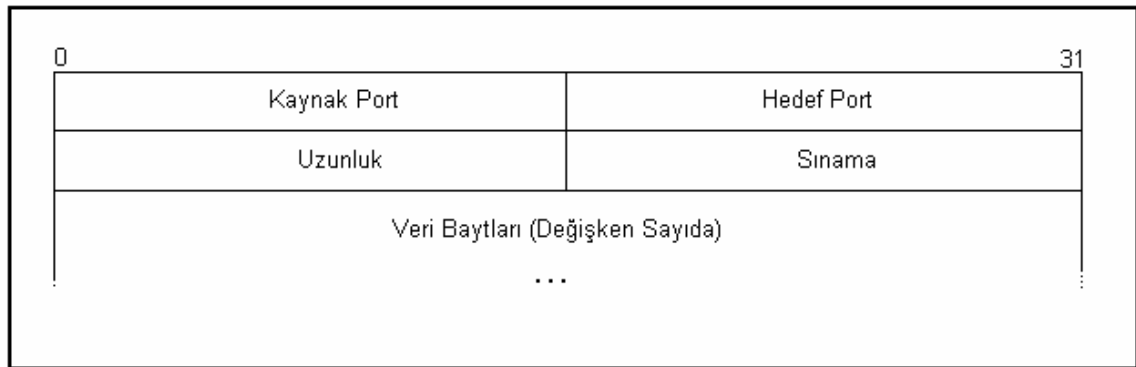 0 31
Kaynak Port Hedef Port
Uzunluk Sınama
Veri Baytları (Değişken Sayıda)
...